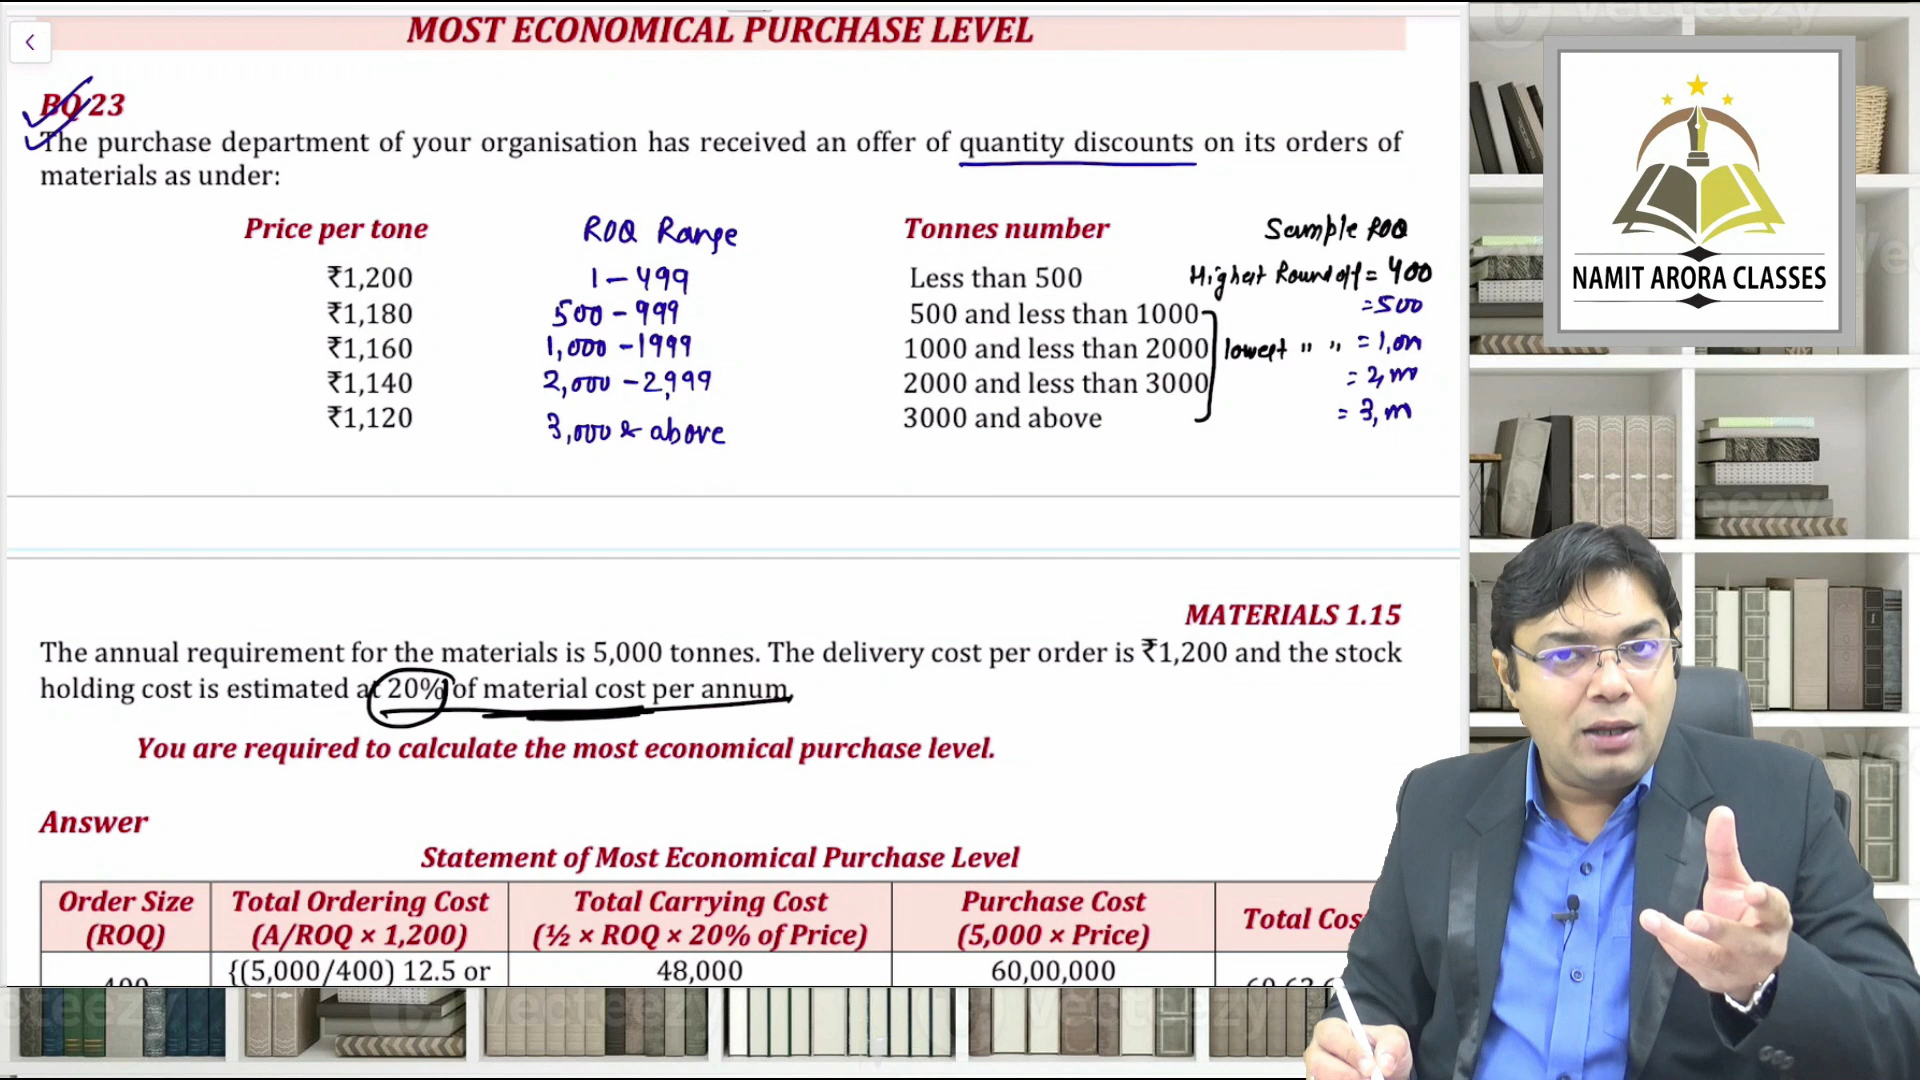 MOST ECONOMICAL PURCHASE LEVEL
BQ 23
The purchase department of your organisation has received an offer of quantity discounts on its orders of
materials as under:
Price per tone ROQ Range Tonnes number Sample ROQ
₹1,200 1 – 499 Less than 500 Highest Round off = 400
₹1,180 500 – 999 500 and less than 1000 = 500
₹1,160 1,000 – 1999 1000 and less than 2000 lowest " " = 1,000
₹1,140 2,000 – 2,999 2000 and less than 3000 = 2,000
₹1,120 3,000 & above 3000 and above = 3,000
MATERIALS 1.15
The annual requirement for the materials is 5,000 tonnes. The delivery cost per order is ₹1,200 and the stock
holding cost is estimated at 20% of material cost per annum.
You are required to calculate the most economical purchase level.
Answer
Statement of Most Economical Purchase Level
Order Size (ROQ) Total Ordering Cost (A/ROQ × 1,200) Total Carrying Cost (½ × ROQ × 20% of Price) Purchase Cost (5,000 × Price) Total Cos
400 {(5,000/400) 12.5 or 48,000 60,00,000
NAMIT ARORA CLASSES
Vecteezy